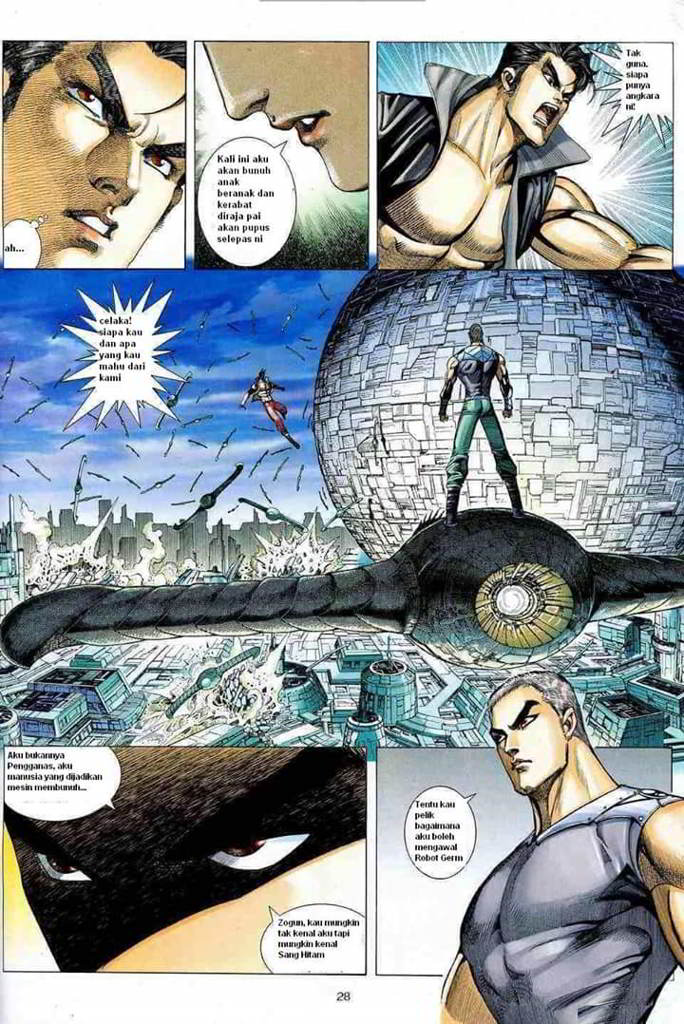 ah...
Kali ini aku
akan bunuh
anak
beranak dan
kerabat
diraja pai
akan pupus
selepas ni
Tak
guna,
siapa
punya
angkara
ni!
celaka!
siapa kau
dan apa
yang kau
mahu dari
kami
Aku bukannya
Pengganas, aku
manusia yang dijadikan
mesin membunuh...
Zogun, kau mungkin
tak kenal aku tapi
mungkin kenal
Sang Hitam
Tentu kau
pelik
bagaimana
aku boleh
mengawal
Robot Germ
28